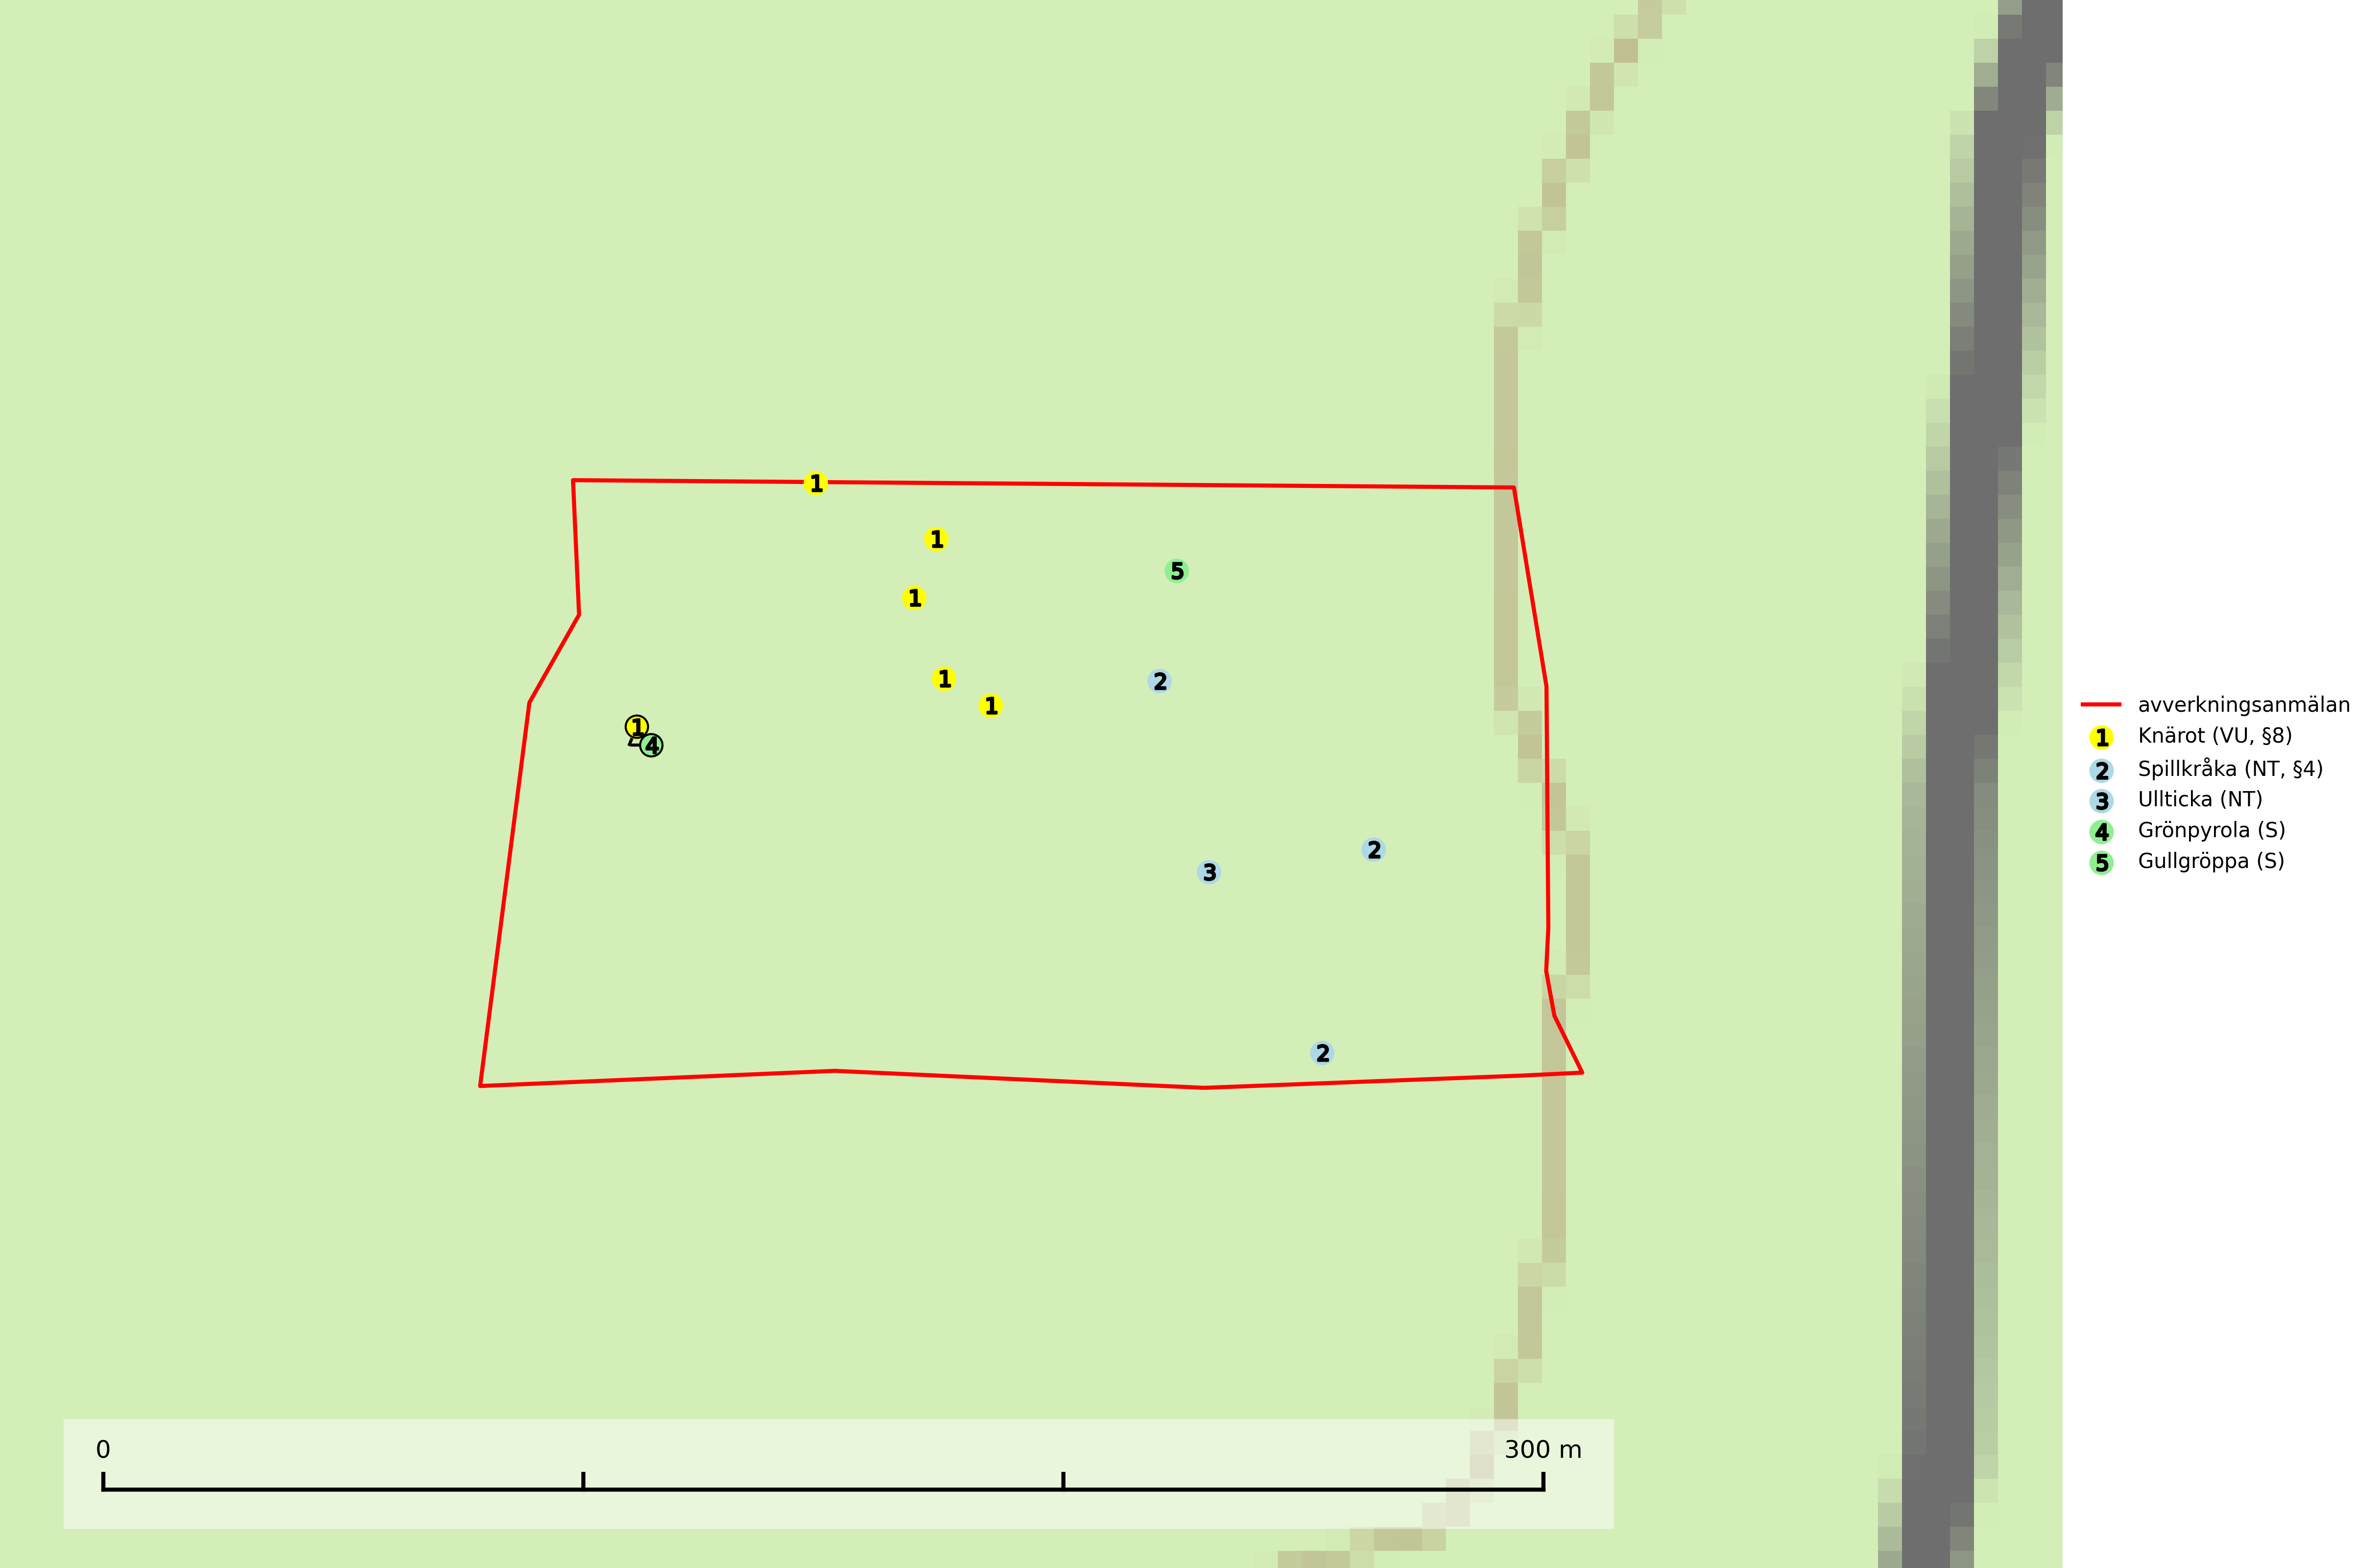 1
1
5
1
1
2
1
1
4
2
3
2
avverkningsanmälan
1 Knärot (VU, §8)
2 Spillkråka (NT, §4)
3 Ullticka (NT)
4 Grönpyrola (S)
5 Gullgröppa (S)
0 300 m